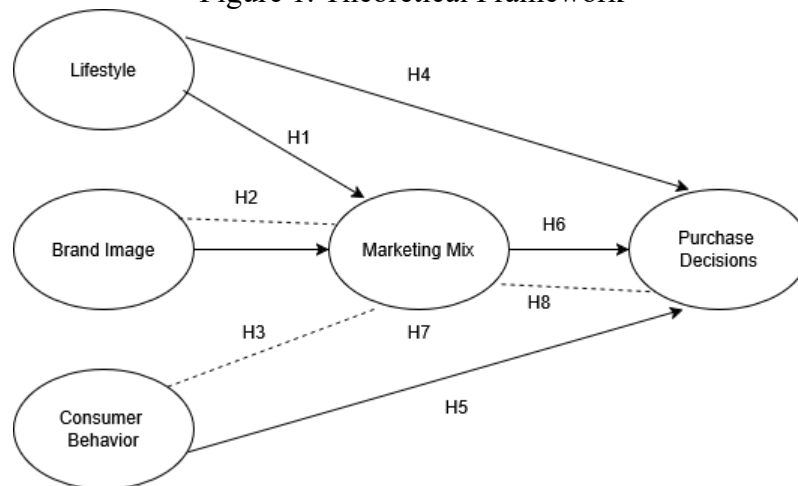 Figure 1. Theoretical Framework
Lifestyle
H4
H1
H2
Brand Image
Marketing Mix
H6
Purchase
Decisions
H3
H7
H8
Consumer
Behavior
H5